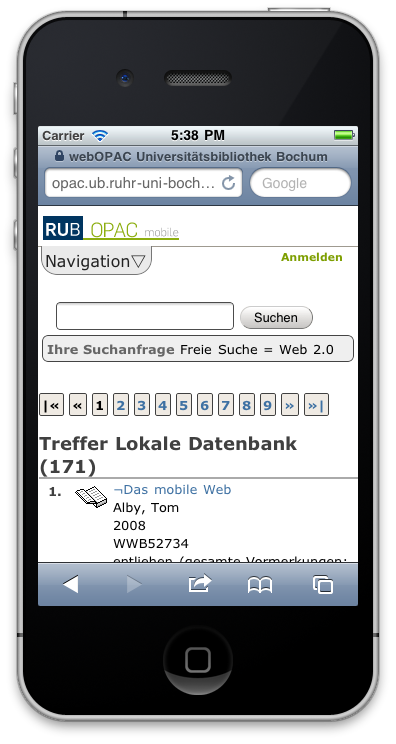 Carrier 5:38 PM
webOPAC Universitätsbibliothek Bochum
opac.ub.ruhr-uni-boch... Google
RUB OPAC mobile
Navigation▽ Anmelden
Suchen
Ihre Suchanfrage Freie Suche = Web 2.0
|« « 1 2 3 4 5 6 7 8 9 » »|
Treffer Lokale Datenbank
(171)
1. ¬Das mobile Web
Alby, Tom
2008
WWB52734
entliehen (gesamte Vormerkungen: